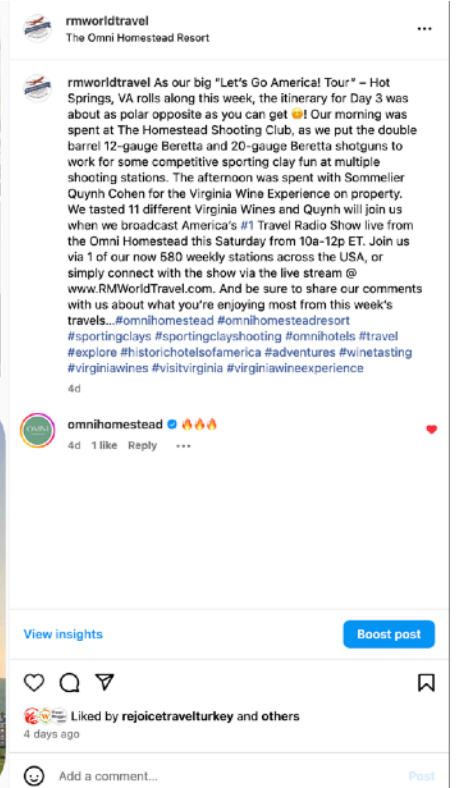 rmworldtravel
The Omni Homestead Resort
rmworldtravel As our big "Let's Go America! Tour" – Hot
Springs, VA rolls along this week, the itinerary for Day 3 was
about as polar opposite as you can get 😀! Our morning was
spent at The Homestead Shooting Club, as we put the double
barrel 12-gauge Beretta and 20-gauge Beretta shotguns to
work for some competitive sporting clay fun at multiple
shooting stations. The afternoon was spent with Sommelier
Quynh Cohen for the Virginia Wine Experience on property.
We tasted 11 different Virginia Wines and Quynh will join us
when we broadcast America's #1 Travel Radio Show live from
the Omni Homestead this Saturday from 10a-12p ET. Join us
via 1 of our now 580 weekly stations across the USA, or
simply connect with the show via the live stream @
www.RMWorldTravel.com. And be sure to share our comments
with us about what you're enjoying most from this week's
travels...#omnihomestead #omnihomesteadresort
#sportingclays #sportingclayshooting #omnihotels #travel
#explore #historichotelsofamerica #adventures #winetasting
#virginiawines #visitvirginia #virginiawineexperience
4d
OMNI
omnihomestead 🔥🔥🔥
4d 1 like Reply
View insights
Boost post
Liked by rejoicetravelturkey and others
4 days ago
Add a comment...
Post